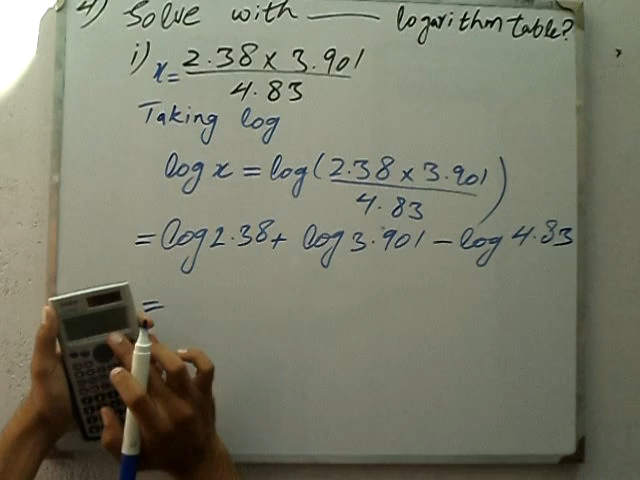 4) Solve with ___ logarithm table?
i) x = 2.38 × 3.901 / 4.83
Taking log
log x = log ( 2.38 × 3.901 / 4.83 )
= log 2.38 + log 3.901 - log 4.83
=